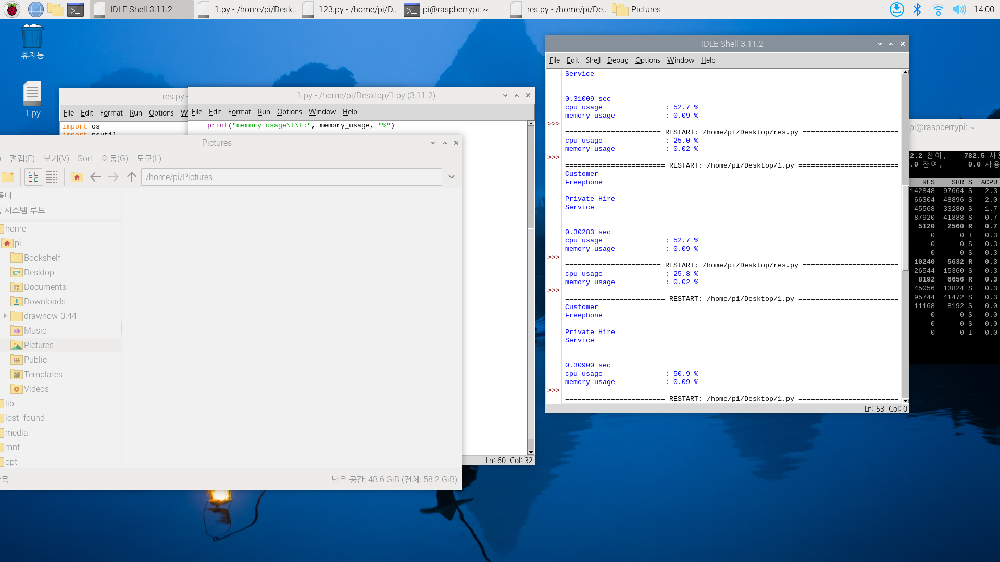 IDLE Shell 3.11.2
1.py - /home/pi/Desk..
123.py - /home/pi/D..
pi@raspberrypi: ~
res.py - /home/pi/De..
Pictures
14:00
휴지통
1.py
res.py -
File Edit Format Run Options W
import os
import psutil
1.py - /home/pi/Desktop/1.py (3.11.2)
File Edit Format Run Options Window Help
print("memory usage\t\t:", memory_usage, "%")
Ln: 60 Col: 32
Pictures
편집(E) 보기(V) Sort 이동(G) 도구(L)
/home/pi/Pictures
폴더
시스템 루트
home
pi
Bookshelf
Desktop
Documents
Downloads
drawnow-0.44
Music
Pictures
Public
Templates
Videos
lib
lost+found
media
mnt
opt
목
남은 공간: 48.6 GiB (전체: 58.2 GiB)
IDLE Shell 3.11.2
File Edit Shell Debug Options Window Help
Service
0.31009 sec
cpu usage : 52.7 %
memory usage : 0.09 %
>>>
======================= RESTART: /home/pi/Desktop/res.py =======================
cpu usage : 25.0 %
memory usage : 0.02 %
>>>
======================== RESTART: /home/pi/Desktop/1.py ========================
Customer
Freephone
Private Hire
Service
0.30283 sec
cpu usage : 52.7 %
memory usage : 0.09 %
>>>
======================= RESTART: /home/pi/Desktop/res.py =======================
cpu usage : 25.8 %
memory usage : 0.02 %
>>>
======================== RESTART: /home/pi/Desktop/1.py ========================
Customer
Freephone
Private Hire
Service
0.30900 sec
cpu usage : 50.9 %
memory usage : 0.09 %
>>>
======================== RESTART: /home/pi/Desktop/1.py ========================
Ln: 53 Col: 0
pi@raspberrypi: ~
2.2 잔여, 782.5 사용
.0 잔여, 0.0 사용
RES SHR S %CPU
142848 97664 S 2.3
66304 48896 S 2.0
45568 33280 S 1.7
87920 41888 S 0.7
5120 2560 R 0.7
0 0 I 0.3
0 0 S 0.3
0 0 S 0.3
10240 5632 R 0.3
26544 15360 S 0.3
8192 6656 R 0.3
45056 13824 S 0.3
95744 41472 S 0.3
11168 8192 S 0.0
0 0 S 0.0
0 0 S 0.0
0 0 I 0.0